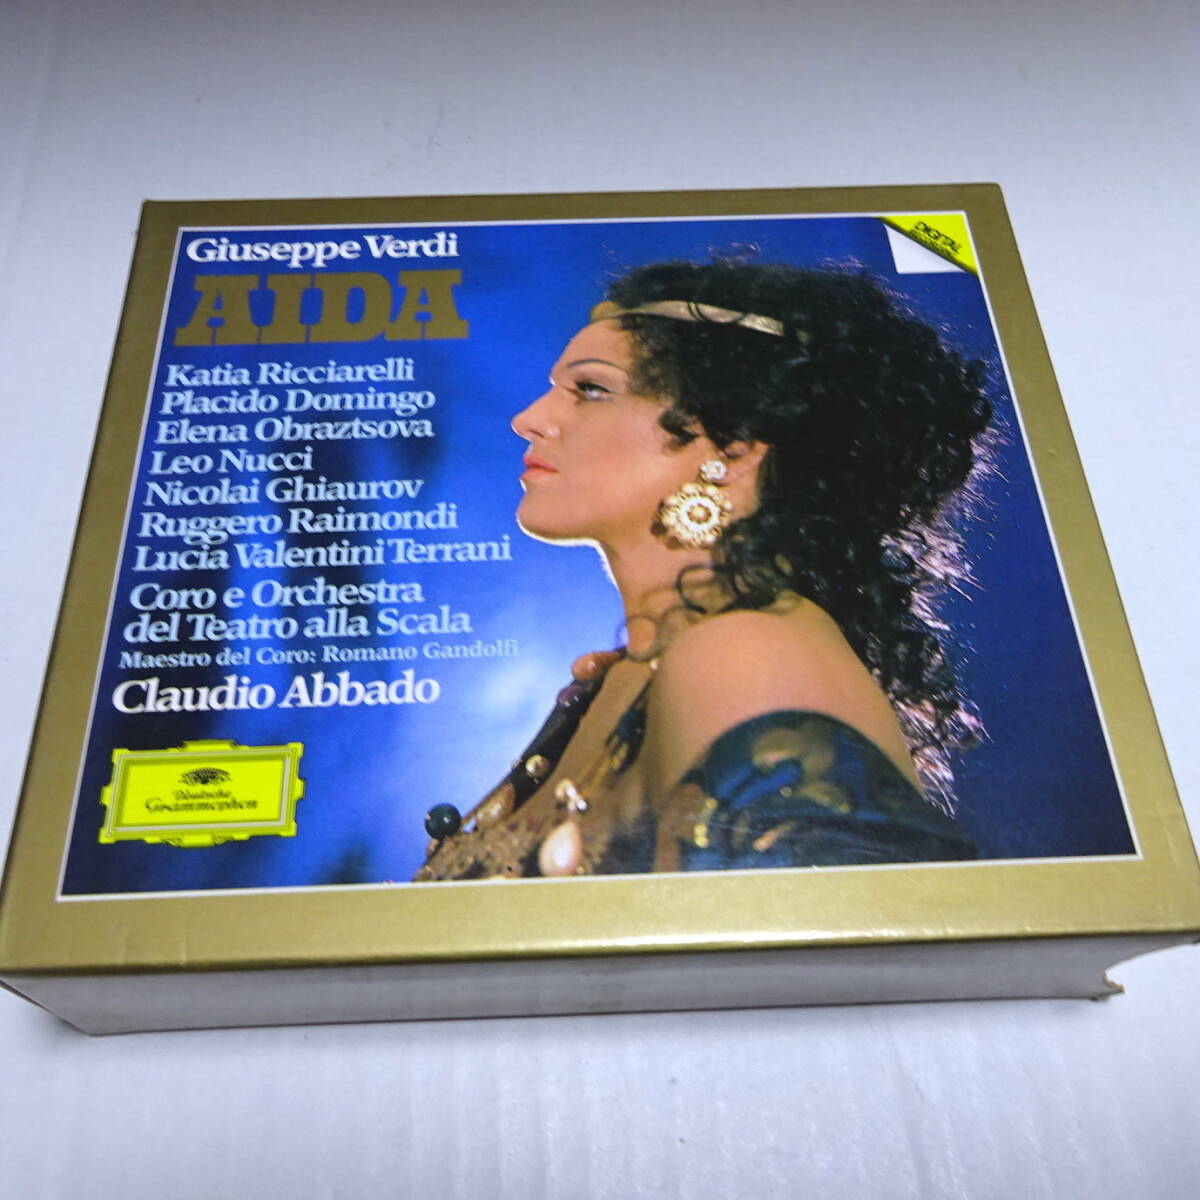 Giuseppe Verdi
AIDA
DIGITAL
RECORDING
Katia Ricciarelli
Placido Domingo
Elena Obraztsova
Leo Nucci
Nicolai Ghiaurov
Ruggero Raimondi
Lucia Valentini Terrani
Coro e Orchestra
del Teatro alla Scala
Maestro del Coro: Romano Gandolfi
Claudio Abbado
Deutsche
Grammophon